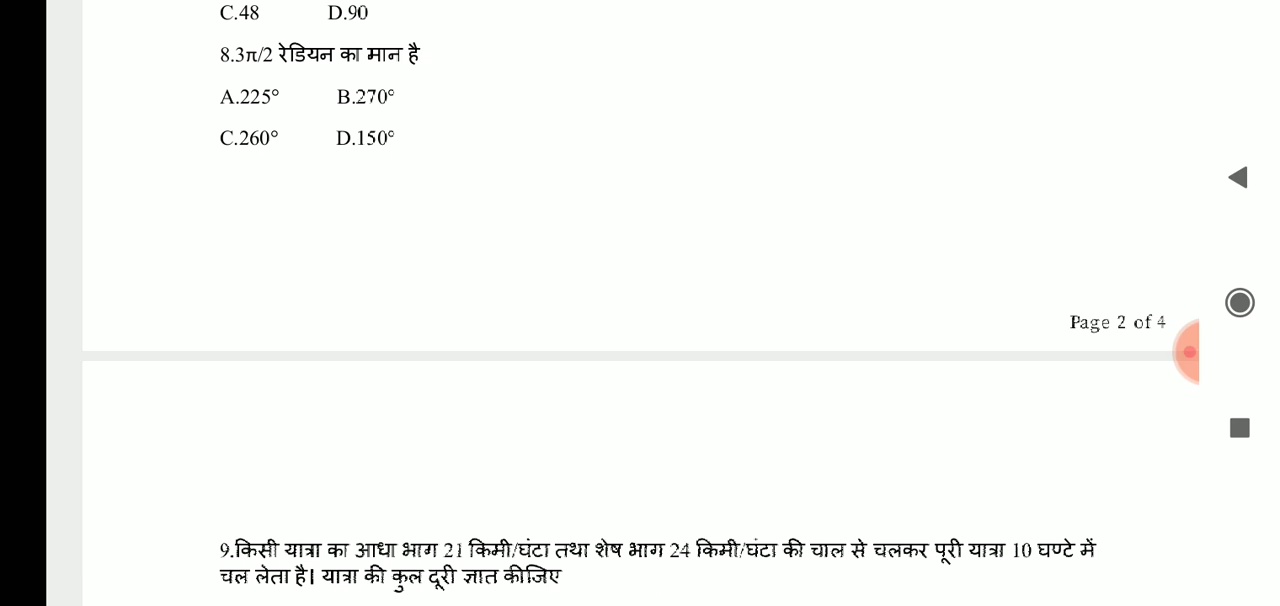 C.48 D.90
8.3π/2 रेडियन का मान है
A.225° B.270°
C.260° D.150°
Page 2 of 4
9.किसी यात्रा का आधा भाग 21 किमी/घंटा तथा शेष भाग 24 किमी/घंटा की चाल से चलकर पूरी यात्रा 10 घण्टे में
चल लेता है। यात्रा की कुल दूरी ज्ञात कीजिए